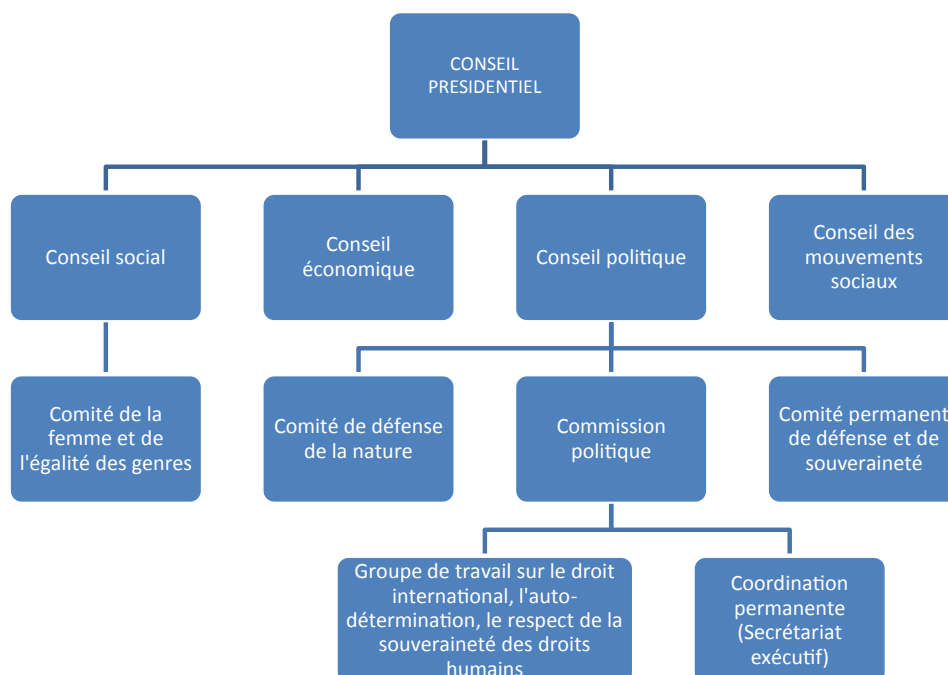 CONSEIL
PRESIDENTIEL
Conseil social
Conseil
économique
Conseil politique
Conseil des
mouvements
sociaux
Comité de la
femme et de
l'égalité des genres
Comité de défense
de la nature
Commission
politique
Comité permanent
de défense et de
souveraineté
Groupe de travail sur le droit
international, l'auto-
détermination, le respect de la
souveraineté des droits
humains
Coordination
permanente
(Secrétariat
exécutif)